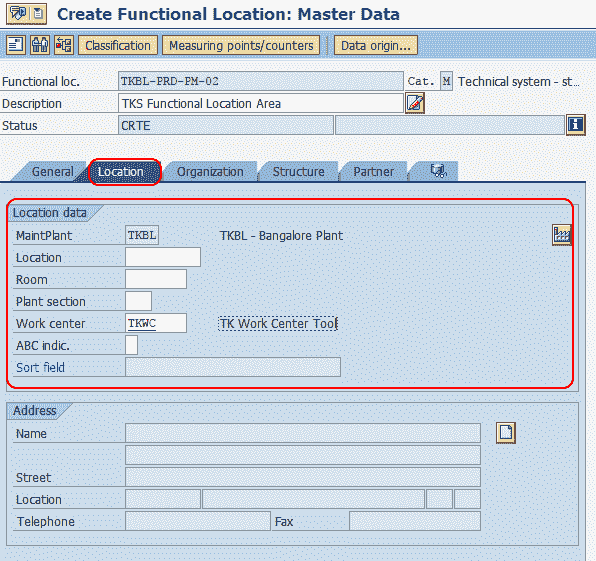 Create Functional Location: Master Data
Classification Measuring points/counters Data origin...
Functional loc. TKBL-PRD-PM-02 Cat. M Technical system - st...
Description TKS Functional Location Area
Status CRTE
General Location Organization Structure Partner
Location data
MaintPlant TKBL TKBL - Bangalore Plant
Location
Room
Plant section
Work center TKWC TK Work Center Tool
ABC indic.
Sort field
Address
Name
Street
Location
Telephone Fax